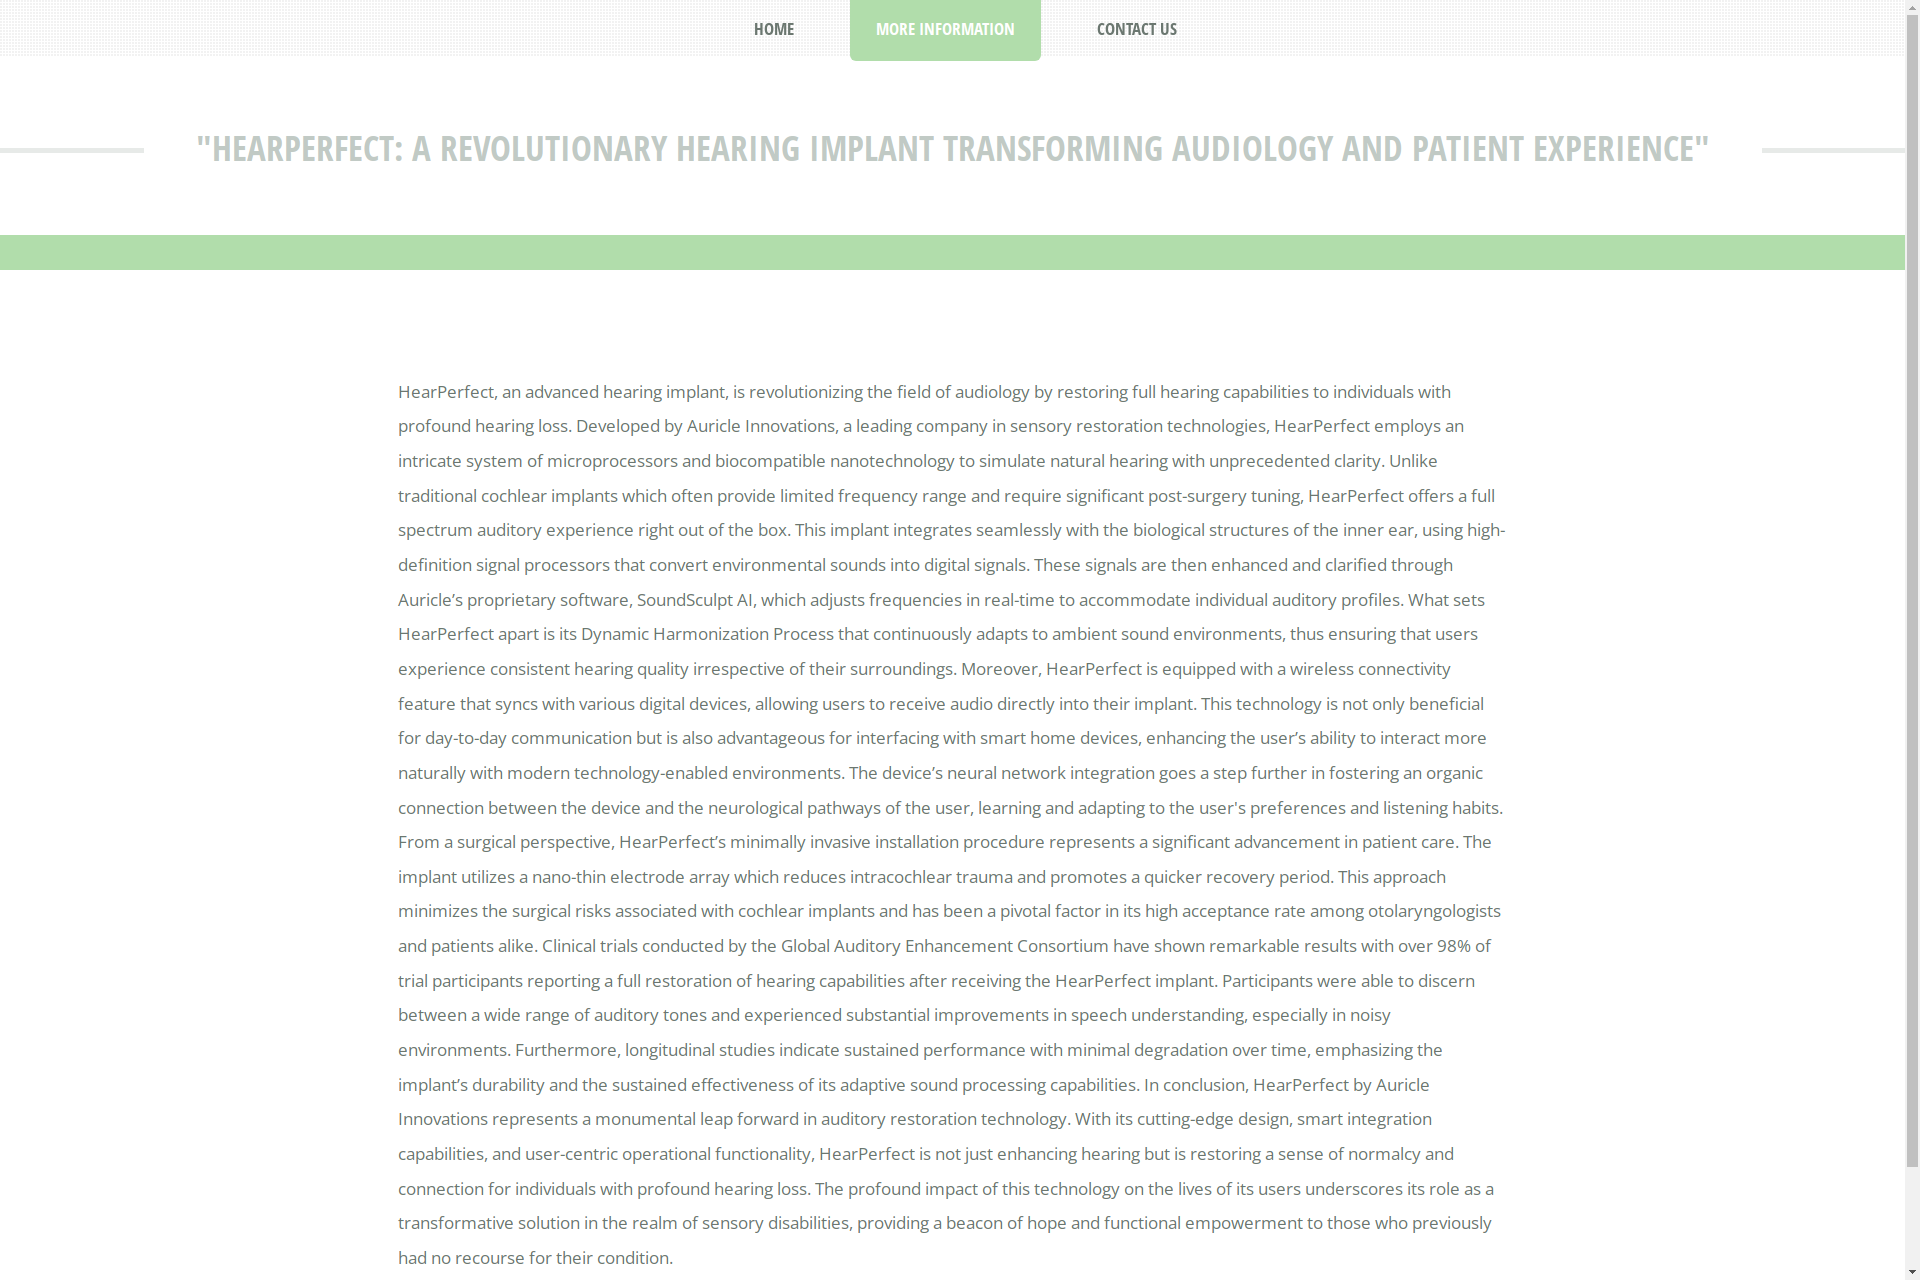 HOME
MORE INFORMATION
CONTACT US
"HEARPERFECT: A REVOLUTIONARY HEARING IMPLANT TRANSFORMING AUDIOLOGY AND PATIENT EXPERIENCE"
HearPerfect, an advanced hearing implant, is revolutionizing the field of audiology by restoring full hearing capabilities to individuals with
profound hearing loss. Developed by Auricle Innovations, a leading company in sensory restoration technologies, HearPerfect employs an
intricate system of microprocessors and biocompatible nanotechnology to simulate natural hearing with unprecedented clarity. Unlike
traditional cochlear implants which often provide limited frequency range and require significant post-surgery tuning, HearPerfect offers a full
spectrum auditory experience right out of the box. This implant integrates seamlessly with the biological structures of the inner ear, using high-
definition signal processors that convert environmental sounds into digital signals. These signals are then enhanced and clarified through
Auricle’s proprietary software, SoundSculpt AI, which adjusts frequencies in real-time to accommodate individual auditory profiles. What sets
HearPerfect apart is its Dynamic Harmonization Process that continuously adapts to ambient sound environments, thus ensuring that users
experience consistent hearing quality irrespective of their surroundings. Moreover, HearPerfect is equipped with a wireless connectivity
feature that syncs with various digital devices, allowing users to receive audio directly into their implant. This technology is not only beneficial
for day-to-day communication but is also advantageous for interfacing with smart home devices, enhancing the user’s ability to interact more
naturally with modern technology-enabled environments. The device’s neural network integration goes a step further in fostering an organic
connection between the device and the neurological pathways of the user, learning and adapting to the user's preferences and listening habits.
From a surgical perspective, HearPerfect’s minimally invasive installation procedure represents a significant advancement in patient care. The
implant utilizes a nano-thin electrode array which reduces intracochlear trauma and promotes a quicker recovery period. This approach
minimizes the surgical risks associated with cochlear implants and has been a pivotal factor in its high acceptance rate among otolaryngologists
and patients alike. Clinical trials conducted by the Global Auditory Enhancement Consortium have shown remarkable results with over 98% of
trial participants reporting a full restoration of hearing capabilities after receiving the HearPerfect implant. Participants were able to discern
between a wide range of auditory tones and experienced substantial improvements in speech understanding, especially in noisy
environments. Furthermore, longitudinal studies indicate sustained performance with minimal degradation over time, emphasizing the
implant’s durability and the sustained effectiveness of its adaptive sound processing capabilities. In conclusion, HearPerfect by Auricle
Innovations represents a monumental leap forward in auditory restoration technology. With its cutting-edge design, smart integration
capabilities, and user-centric operational functionality, HearPerfect is not just enhancing hearing but is restoring a sense of normalcy and
connection for individuals with profound hearing loss. The profound impact of this technology on the lives of its users underscores its role as a
transformative solution in the realm of sensory disabilities, providing a beacon of hope and functional empowerment to those who previously
had no recourse for their condition.